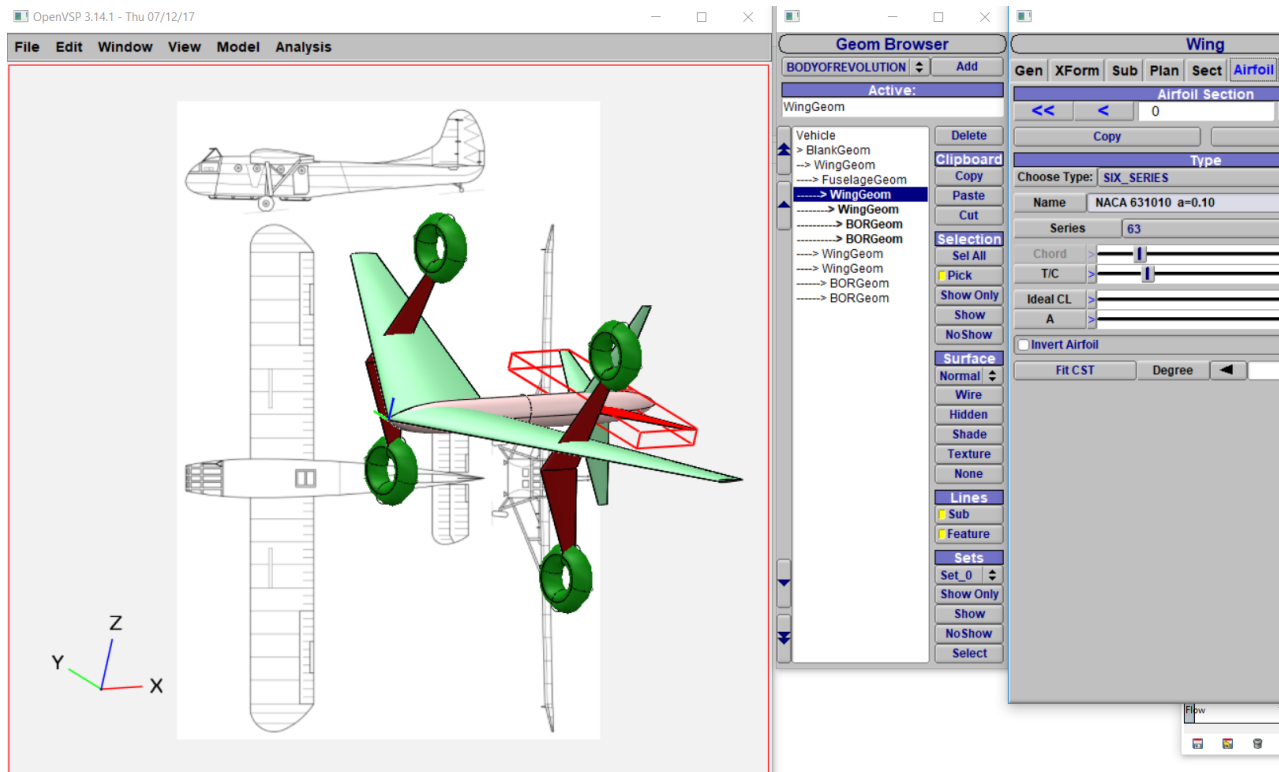 OpenVSP 3.14.1 - Thu 07/12/17
File Edit Window View Model Analysis
Z
Y
X
Geom Browser
BODYOFREVOLUTION Add
Active:
WingGeom
Vehicle
> BlankGeom
--> WingGeom
----> FuselageGeom
------> WingGeom
--------> WingGeom
----------> BORGeom
----------> BORGeom
----> WingGeom
----> WingGeom
------> BORGeom
------> BORGeom
Delete
Clipboard
Copy
Paste
Cut
Selection
Sel All
Pick
Show Only
Show
NoShow
Surface
Normal
Wire
Hidden
Shade
Texture
None
Lines
Sub
Feature
Sets
Set_0
Show Only
Show
NoShow
Select
Wing
Gen XForm Sub Plan Sect Airfoil
Airfoil Section
<< < 0
Copy
Type
Choose Type: SIX_SERIES
Name NACA 631010 a=0.10
Series 63
Chord >
T/C >
Ideal CL >
A >
Invert Airfoil
Fit CST Degree
Flow